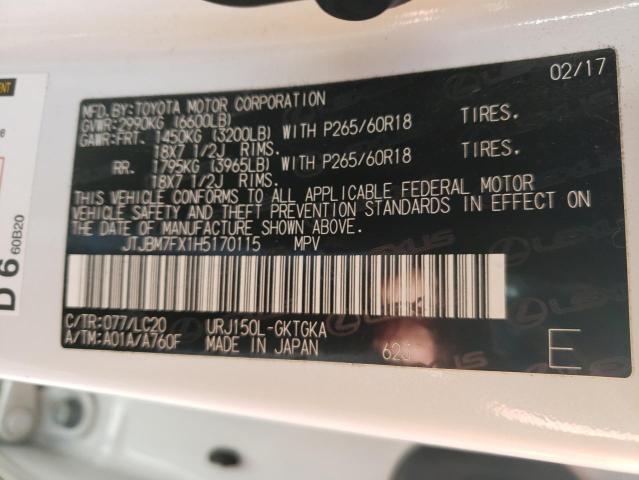 02/17
MFD.BY:TOYOTA MOTOR CORPORATION
GVWR:2990KG (6600LB)
GAWR:FRT. 1450KG (3200LB) WITH P265/60R18 TIRES.
18X7 1/2J RIMS.
RR. 1795KG (3965LB) WITH P265/60R18 TIRES.
18X7 1/2J RIMS.
THIS VEHICLE CONFORMS TO ALL APPLICABLE FEDERAL MOTOR
VEHICLE SAFETY AND THEFT PREVENTION STANDARDS IN EFFECT ON
THE DATE OF MANUFACTURE SHOWN ABOVE.
JTJBM7FX1H5170115 MPV
C/TR:077/LC20 URJ150L-GKTGKA
A/TM:A01A/A760F MADE IN JAPAN
E
D 6
60B20
LEXUS